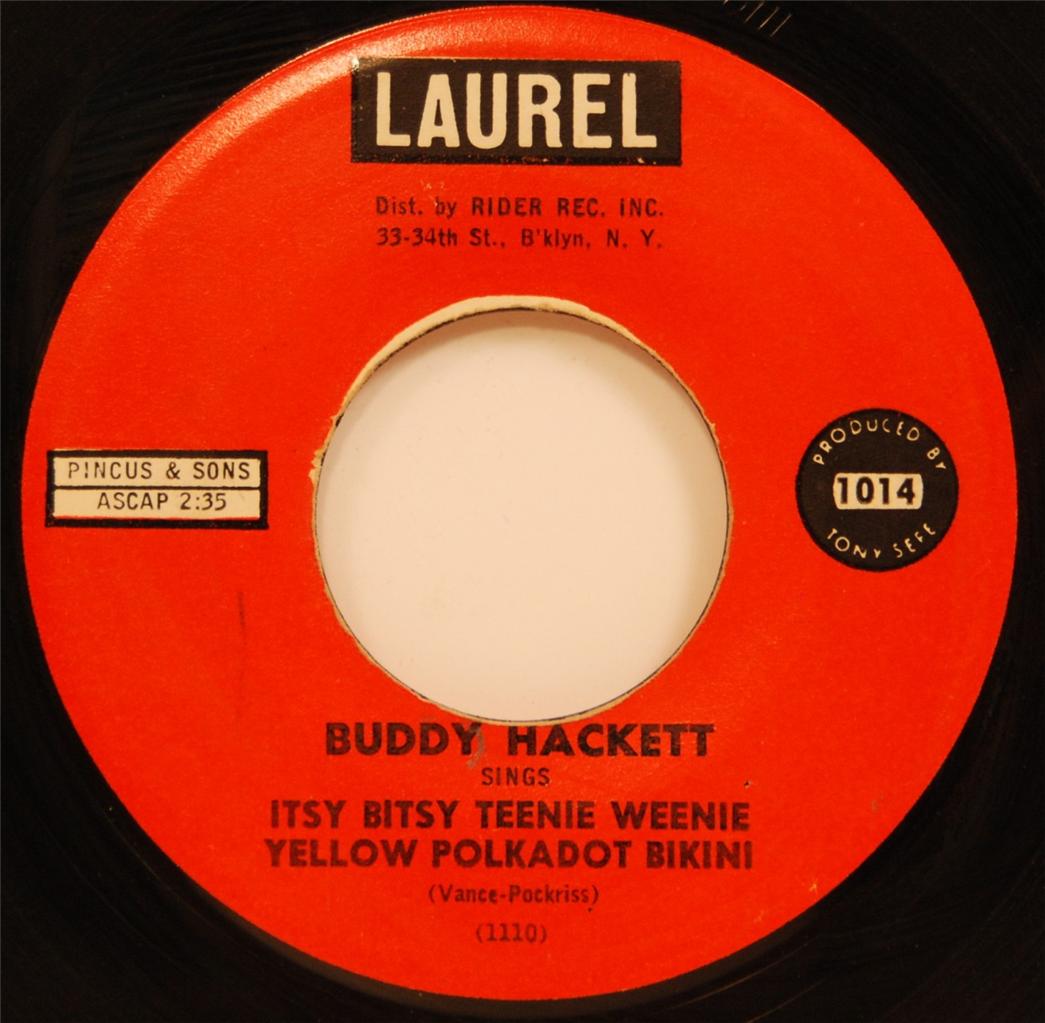 LAUREL
Dist. by RIDER REC. INC.
33-34th St., B'klyn, N. Y.
PINCUS & SONS
ASCAP 2:35
PRODUCED BY
1014
TONY SEFE
BUDDY HACKETT
SINGS
ITSY BITSY TEENIE WEENIE
YELLOW POLKADOT BIKINI
(Vance-Pockriss)
(1110)